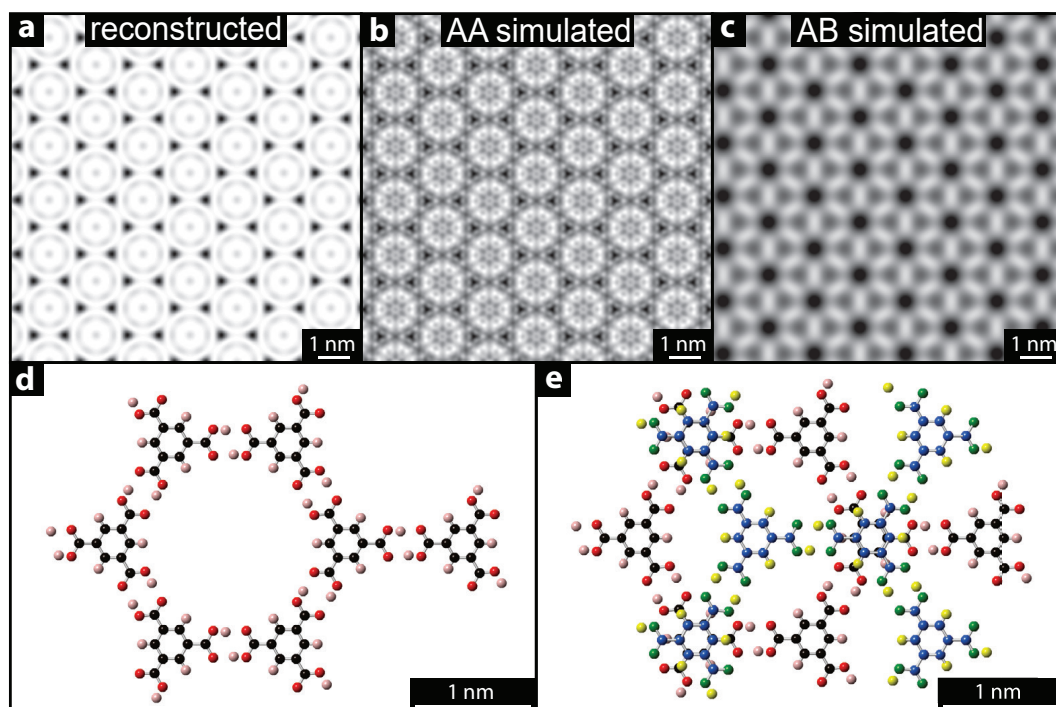 a reconstructed
b AA simulated
c AB simulated
1 nm
1 nm
1 nm
d
e
1 nm
1 nm